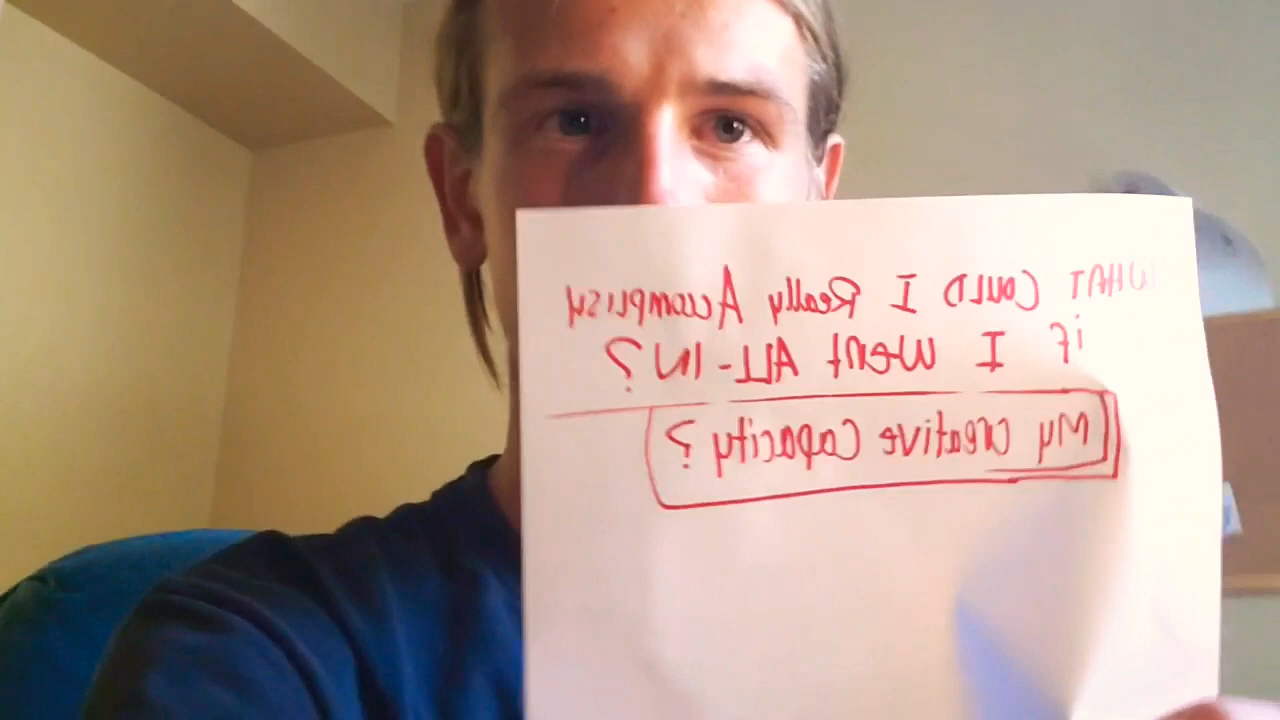 WHAT COULD I Really Accomplish
if I went ALL-IN?
My creative capacity?